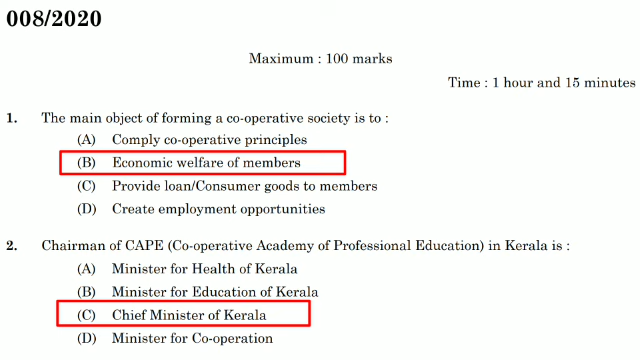 008/2020
Maximum : 100 marks
Time : 1 hour and 15 minutes
1. The main object of forming a co-operative society is to :
(A) Comply co-operative principles
(B) Economic welfare of members
(C) Provide loan/Consumer goods to members
(D) Create employment opportunities
2. Chairman of CAPE (Co-operative Academy of Professional Education) in Kerala is :
(A) Minister for Health of Kerala
(B) Minister for Education of Kerala
(C) Chief Minister of Kerala
(D) Minister for Co-operation